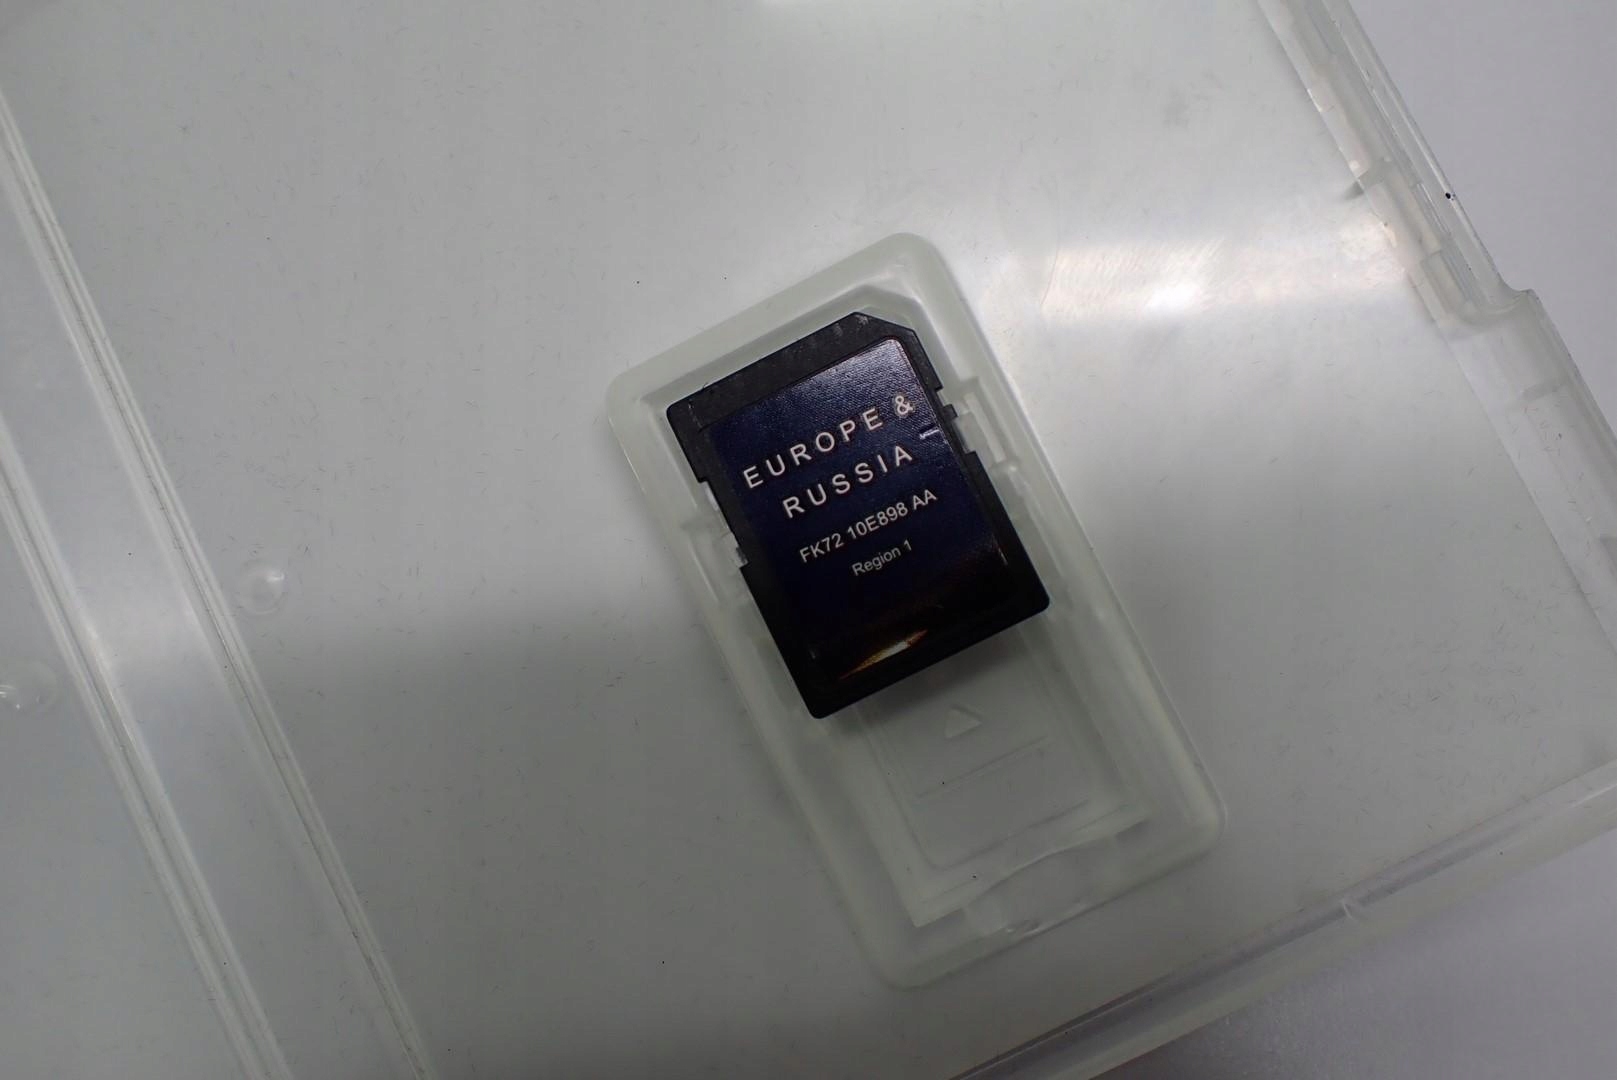 EUROPE &
RUSSIA
FK72 10E898 AA
Region 1